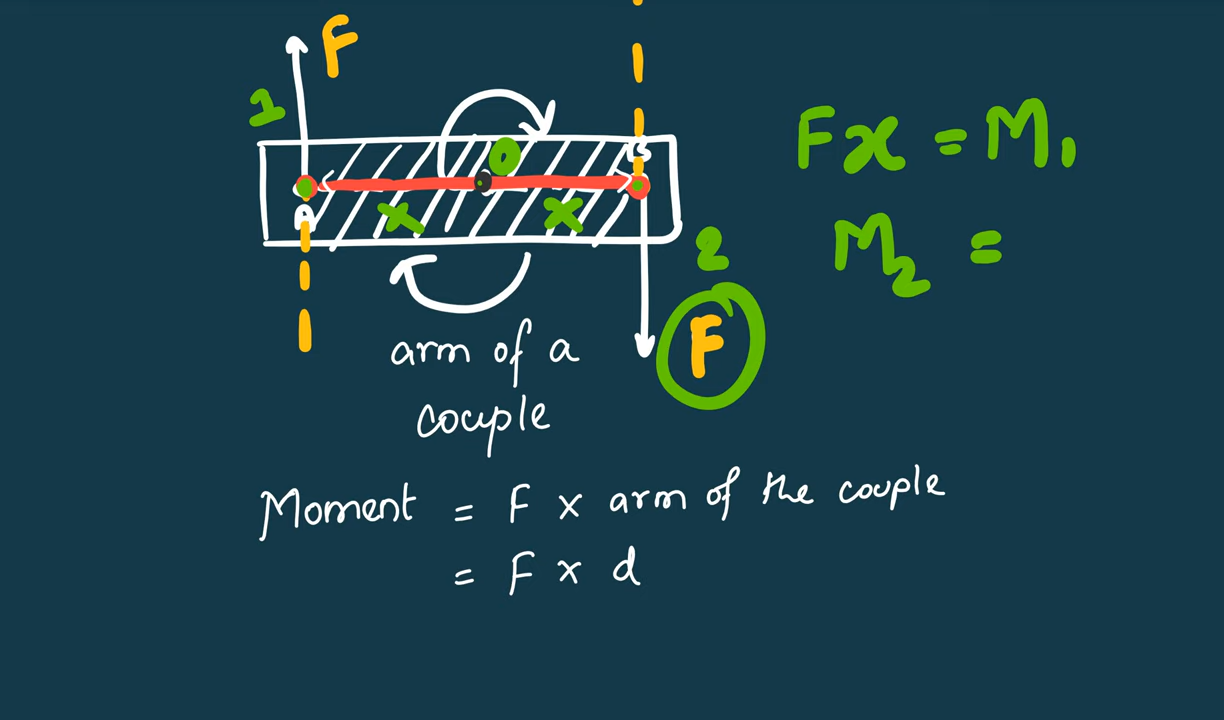 F
1
Fx = M1
O
B
A
x x
M2 =
2
F
arm of a
couple
Moment = F x arm of the couple
= F x d